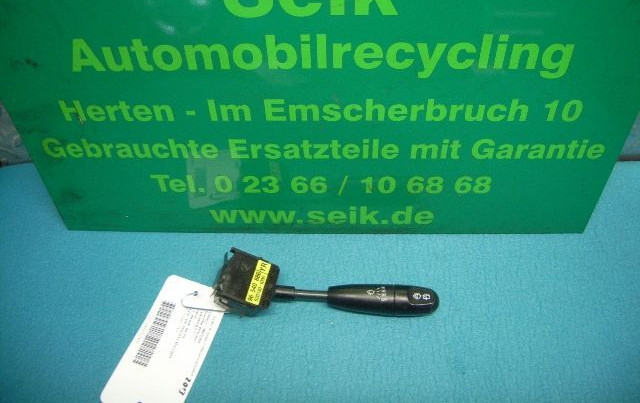 Seik
Automobilrecycling
Herten - Im Emscherbruch 10
Gebrauchte Ersatzteile mit Garantie
Tel. 0 23 66 / 10 68 68
www.seik.de